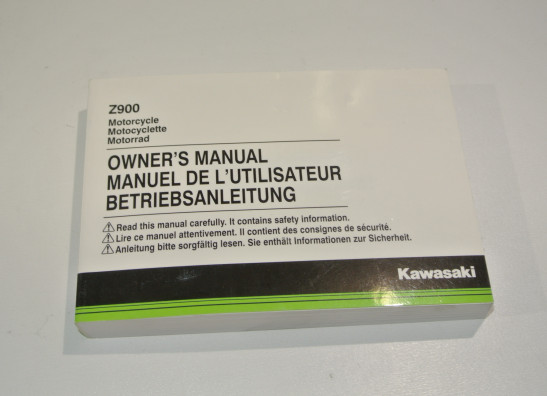 Z900
Motorcycle
Motocyclette
Motorrad
OWNER'S MANUAL
MANUEL DE L'UTILISATEUR
BETRIEBSANLEITUNG
Read this manual carefully. It contains safety information.
Lire ce manuel attentivement. Il contient des consignes de sécurité.
Anleitung bitte sorgfältig lesen. Sie enthält Informationen zur Sicherheit.
Kawasaki